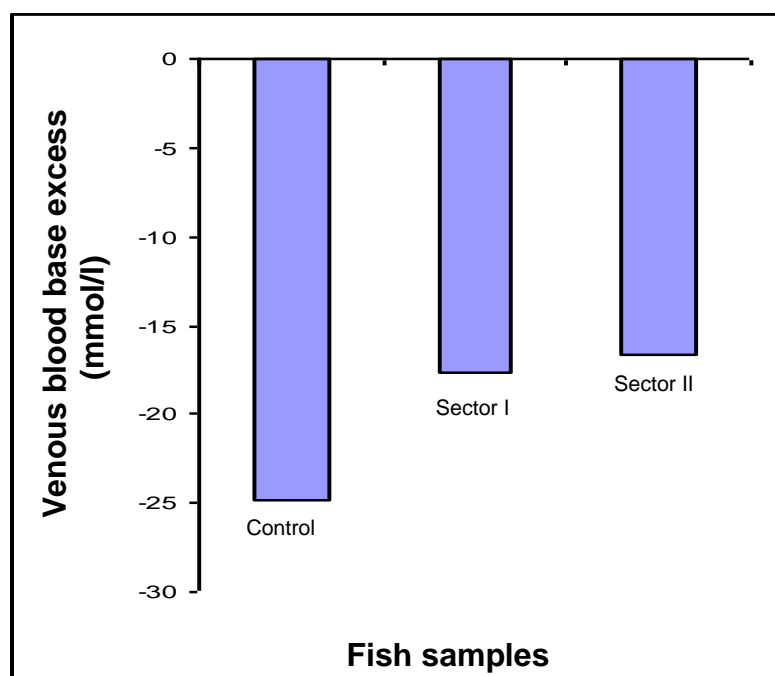 Venous blood base excess
(mmol/l)
0
-5
-10
-15
-20
-25
-30
Control
Sector I
Sector II
Fish samples